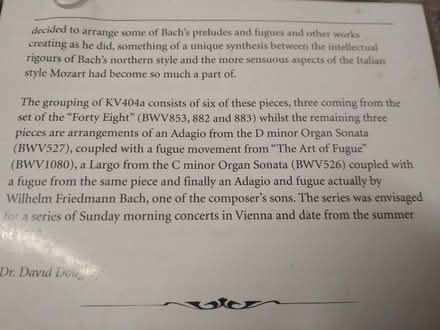 decided to arrange some of Bach's preludes and fugues and other works
creating as he did, something of a unique synthesis between the intellectual
rigours of Bach's northern style and the more sensuous aspects of the Italian
style Mozart had become so much a part of.
The grouping of KV404a consists of six of these pieces, three coming from the
set of the "Forty Eight" (BWV853, 882 and 883) whilst the remaining three
pieces are arrangements of an Adagio from the D minor Organ Sonata
(BWV527), coupled with a fugue movement from "The Art of Fugue"
(BWV1080), a Largo from the C minor Organ Sonata (BWV526) coupled with
a fugue from the same piece and finally an Adagio and fugue actually by
Wilhelm Friedmann Bach, one of the composer's sons. The series was envisaged
for a series of Sunday morning concerts in Vienna and date from the summer
Dr. David